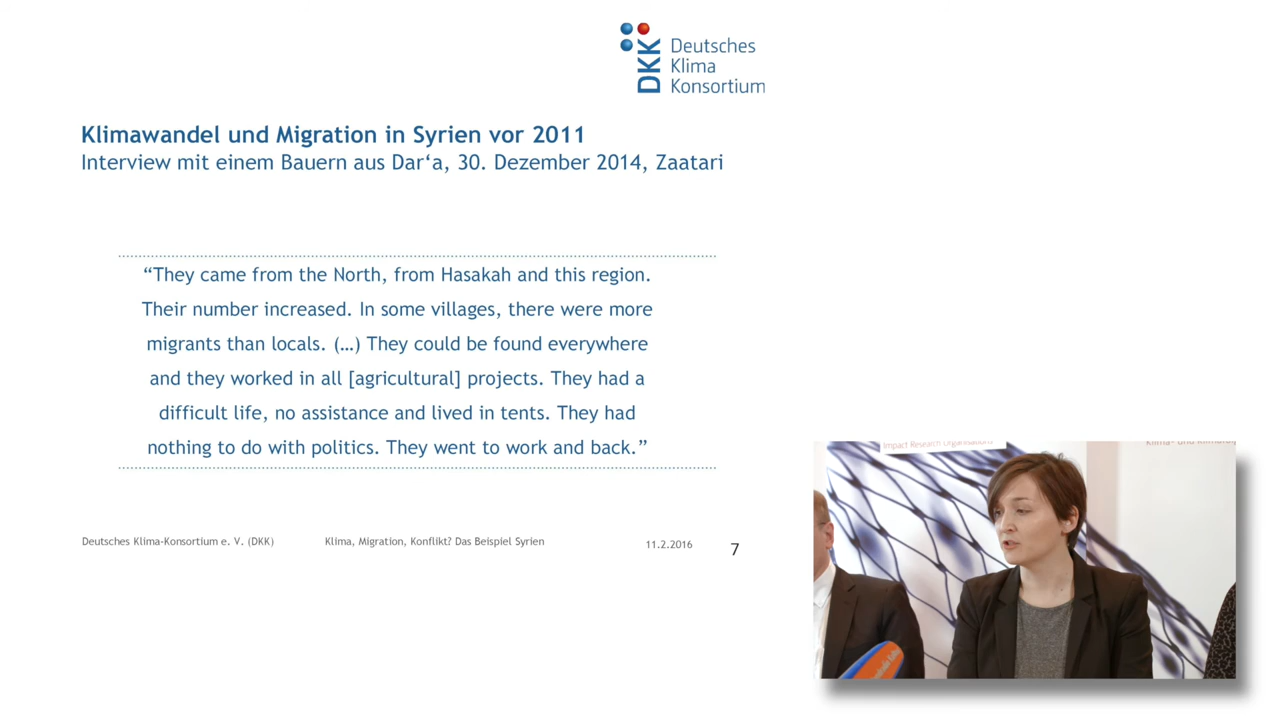 DKK
Deutsches
Klima
Konsortium
Klimawandel und Migration in Syrien vor 2011
Interview mit einem Bauern aus Dar‘a, 30. Dezember 2014, Zaatari
“They came from the North, from Hasakah and this region.
Their number increased. In some villages, there were more
migrants than locals. (…) They could be found everywhere
and they worked in all [agricultural] projects. They had a
difficult life, no assistance and lived in tents. They had
nothing to do with politics. They went to work and back.”
Deutsches Klima-Konsortium e. V. (DKK)
Klima, Migration, Konflikt? Das Beispiel Syrien
11.2.2016
7
Impact Research Organisations
Klima- und